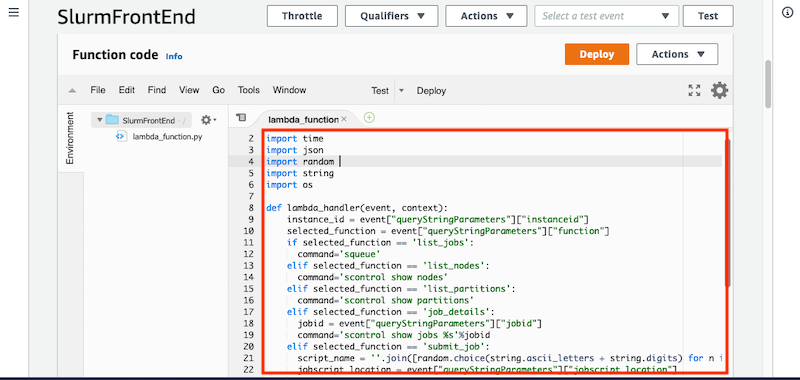 SlurmFrontEnd
Throttle
Qualifiers
Actions
Select a test event
Test
Function code Info
Deploy
Actions
File Edit Find View Go Tools Window Test Deploy
Environment
SlurmFrontEnd - /
lambda_function.py
lambda_function
2 import time
3 import json
4 import random
5 import string
6 import os
7
8 def lambda_handler(event, context):
9 instance_id = event["queryStringParameters"]["instanceid"]
10 selected_function = event["queryStringParameters"]["function"]
11 if selected_function == 'list_jobs':
12 command='squeue'
13 elif selected_function == 'list_nodes':
14 command='scontrol show nodes'
15 elif selected_function == 'list_partitions':
16 command='scontrol show partitions'
17 elif selected_function == 'job_details':
18 jobid = event["queryStringParameters"]["jobid"]
19 command='scontrol show jobs %s'%jobid
20 elif selected_function == 'submit_job':
21 script_name = ''.join([random.choice(string.ascii_letters + string.digits) for n i
22 jobscript_location = event["queryStringParameters"]["jobscript_location"]